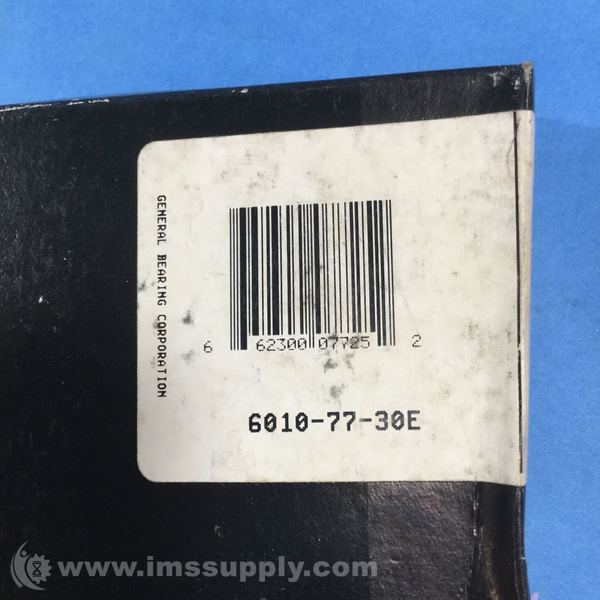 GENERAL BEARING CORPORATION
6 62300 07725 2
6010-77-30E
www.imssupply.com